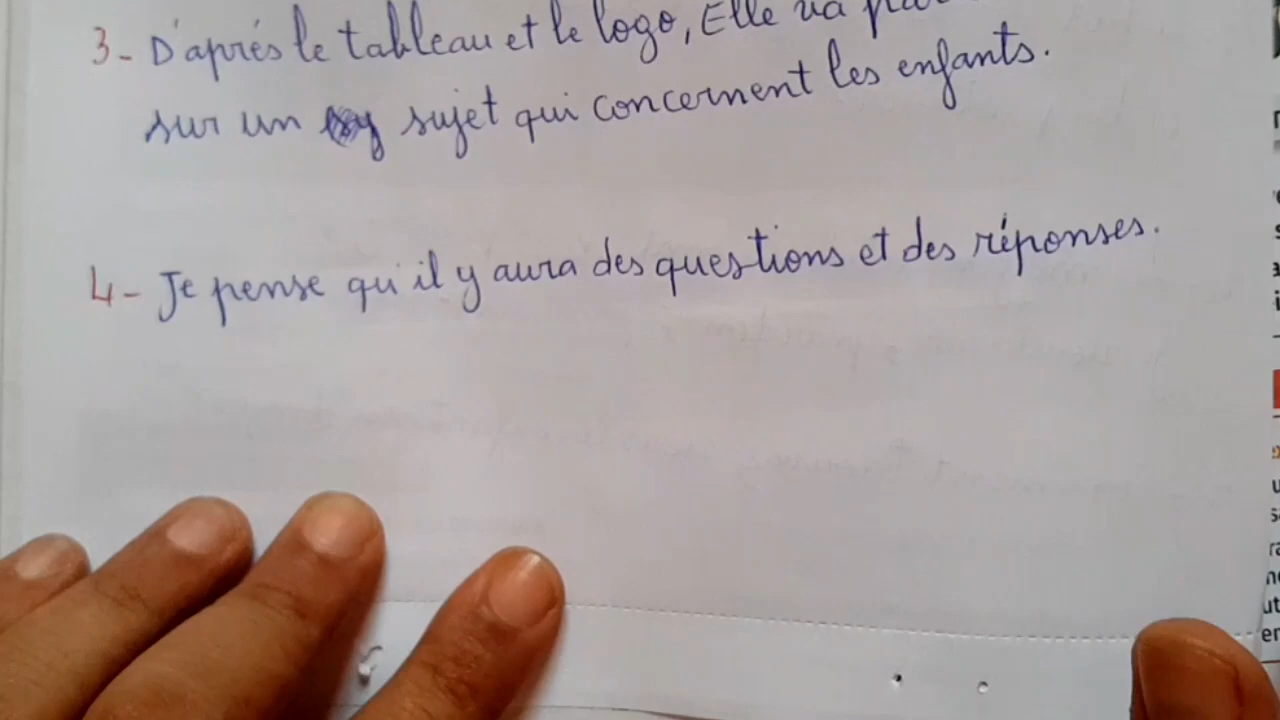 3- D'aprés le tableau et le logo, Elle va
sur un sujet qui concernent les enfants.
4- Je pense qu'il y aura des questions et des réponses.